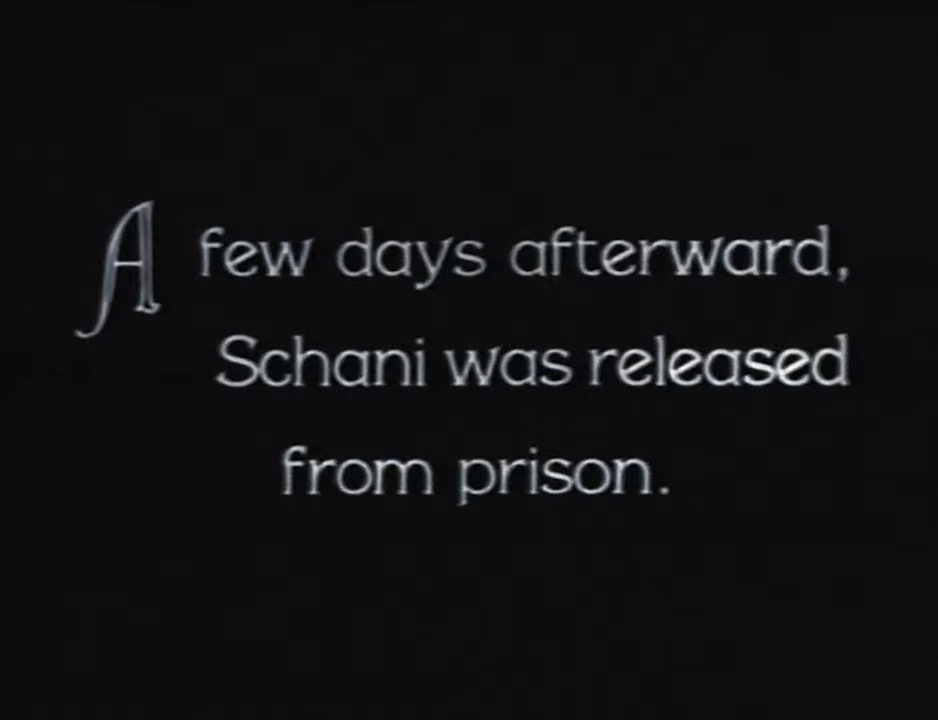 A few days afterward,
Schani was released
from prison.